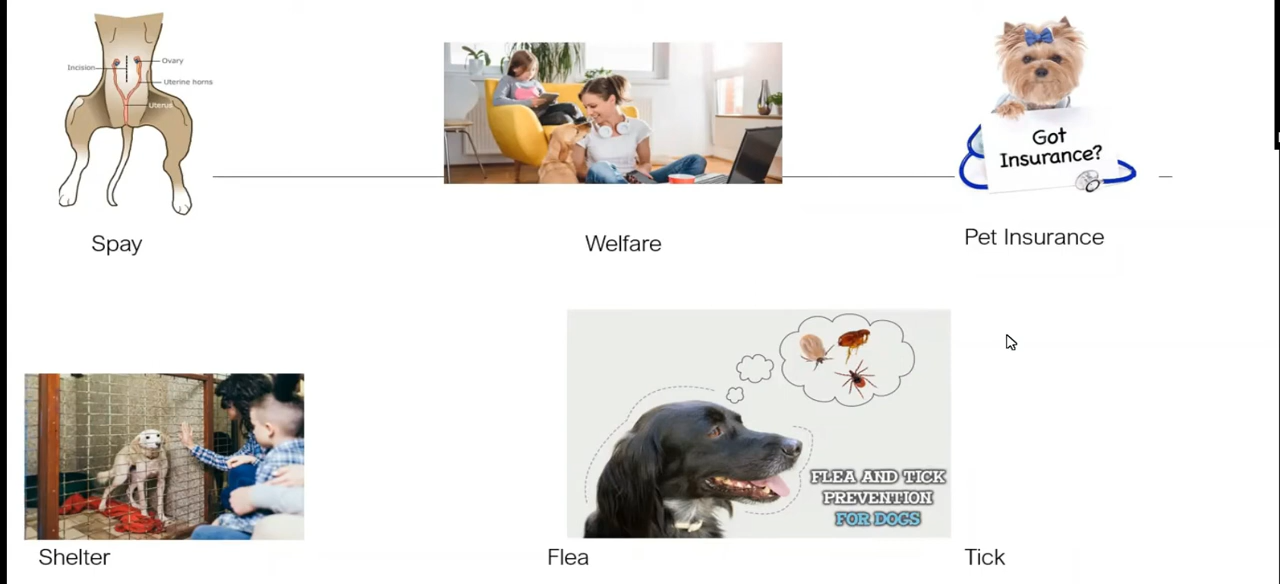 Incision
Ovary
Uterine horns
Uterus
Got
Insurance?
Spay
Welfare
Pet Insurance
FLEA AND TICK
PREVENTION
FOR DOGS
Shelter
Flea
Tick